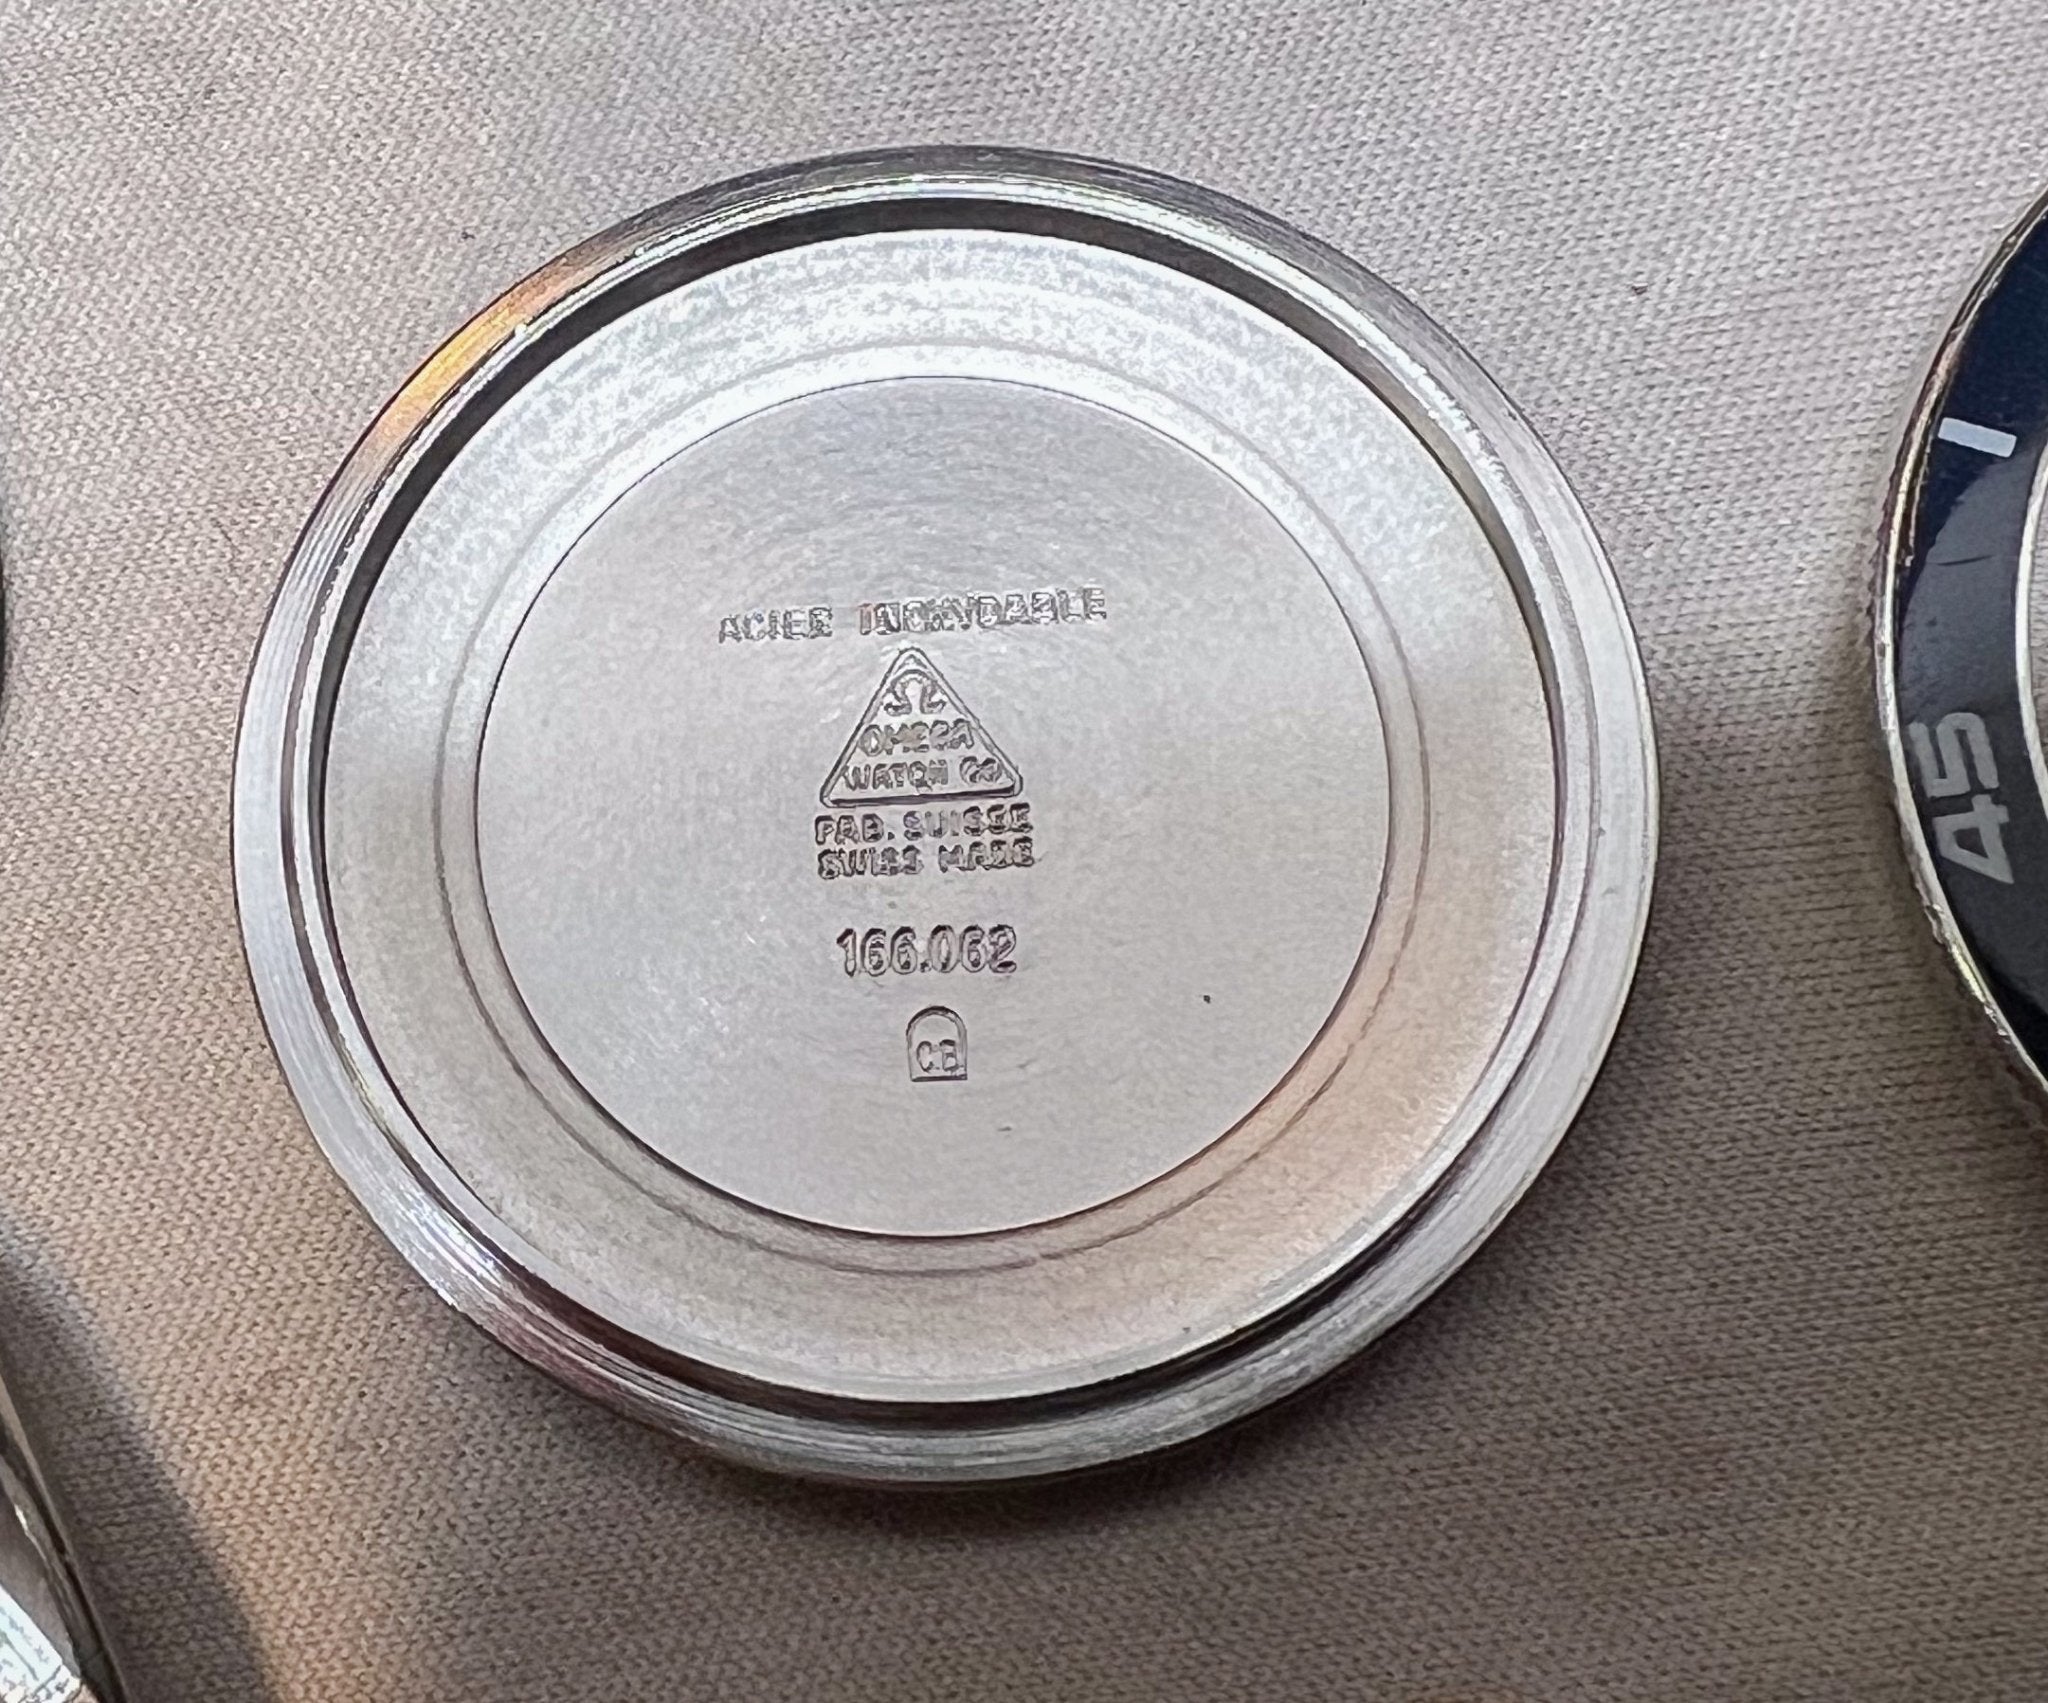 ACIER INOXYDABLE
Ω
OMEGA
WATCH Co
FAB. SUISSE
SWISS MADE
166.062
CB
45